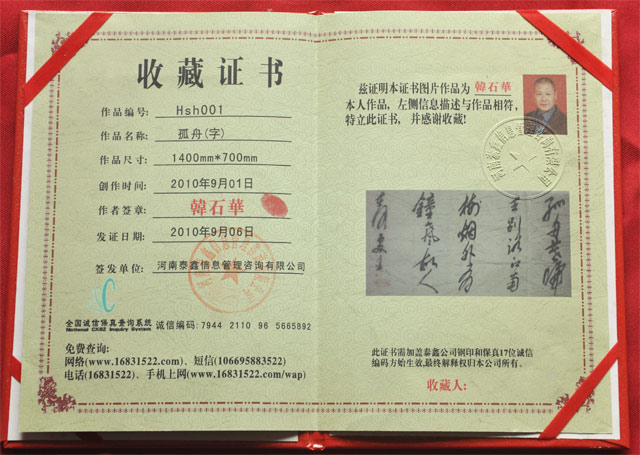 收藏证书
作品编号: Hsh001
作品名称: 孤舟(字)
作品尺寸: 1400mm*700mm
创作时间: 2010年9月01日
作者签章: 韓石華
发证日期: 2010年9月06日
签发单位: 河南泰鑫信息管理咨询有限公司
全国诚信保真查询系统
National CXBZ Inquiry System
诚信编码: 7944 2110 96 5665892
免费查询:
网络(www.16831522.com)、短信(106695883522)
电话(16831522)、手机上网(www.16831522.com/wap)
兹证明本证书图片作品为 韓石華
本人作品，左侧信息描述与作品相符，
特立此证书，并感谢收藏!
此证书需加盖泰鑫公司钢印和保真17位诚信
编码方始生效,最终解释权归本公司所有。
收藏人: